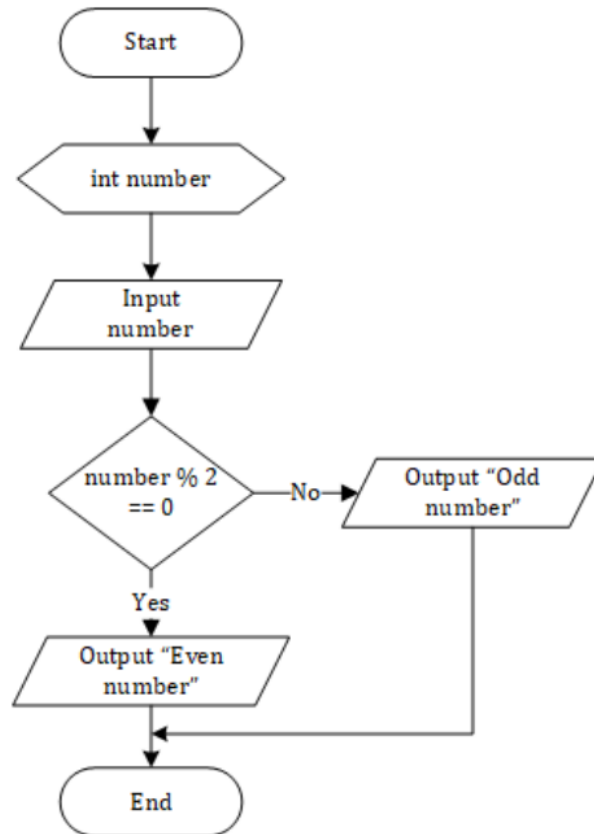 Start
int number
Input
number
number % 2
== 0
No
Output “Odd
number”
Yes
Output “Even
number”
End